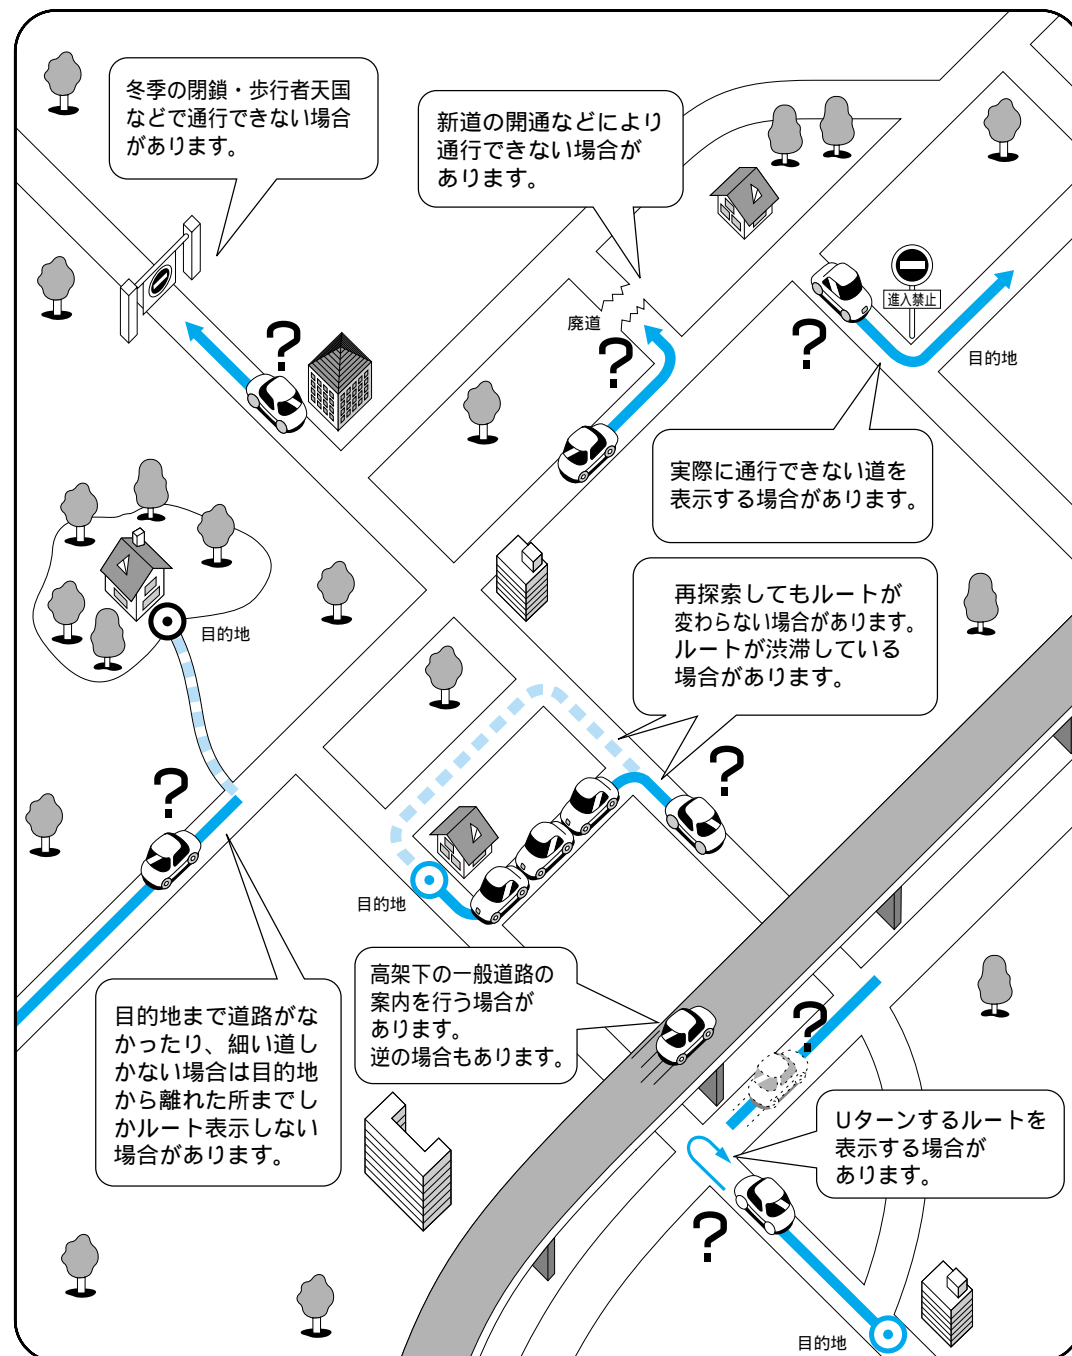 冬季の閉鎖・歩行者天国
などで通行できない場合
があります。
新道の開通などにより
通行できない場合が
あります。
廃道
進入禁止
目的地
実際に通行できない道を
表示する場合があります。
再探索してもルートが
変わらない場合があります。
ルートが渋滞している
場合があります。
目的地
目的地
高架下の一般道路の
案内を行う場合が
あります。
逆の場合もあります。
目的地まで道路がな
かったり、細い道し
かない場合は目的地
から離れた所までし
かルート表示しない
場合があります。
Uターンするルートを
表示する場合が
あります。
目的地
?
?
?
?
?
?
?